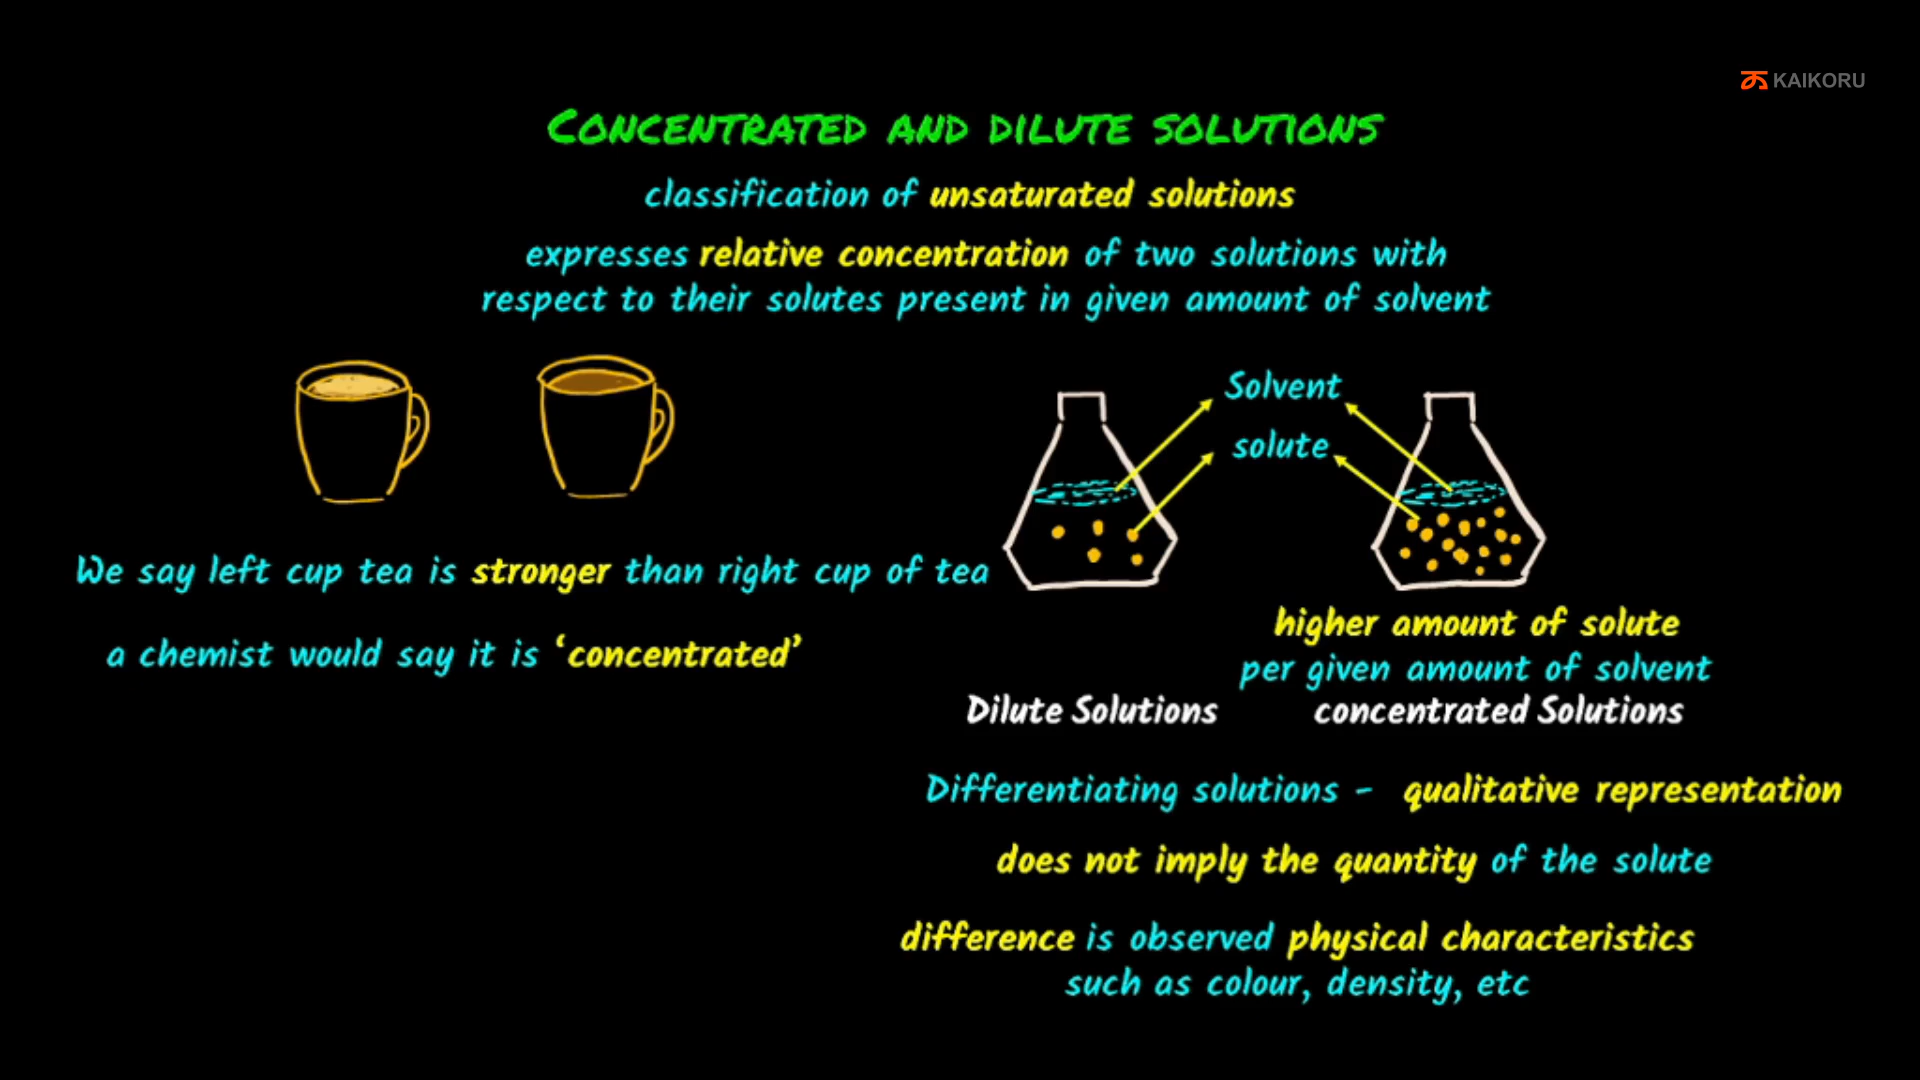 KAIKORU
CONCENTRATED AND DILUTE SOLUTIONS
classification of unsaturated solutions
expresses relative concentration of two solutions with
respect to their solutes present in given amount of solvent
Solvent
solute
We say left cup tea is stronger than right cup of tea
a chemist would say it is ‘concentrated’
higher amount of solute
per given amount of solvent
Dilute Solutions
concentrated Solutions
Differentiating solutions - qualitative representation
does not imply the quantity of the solute
difference is observed physical characteristics
such as colour, density, etc